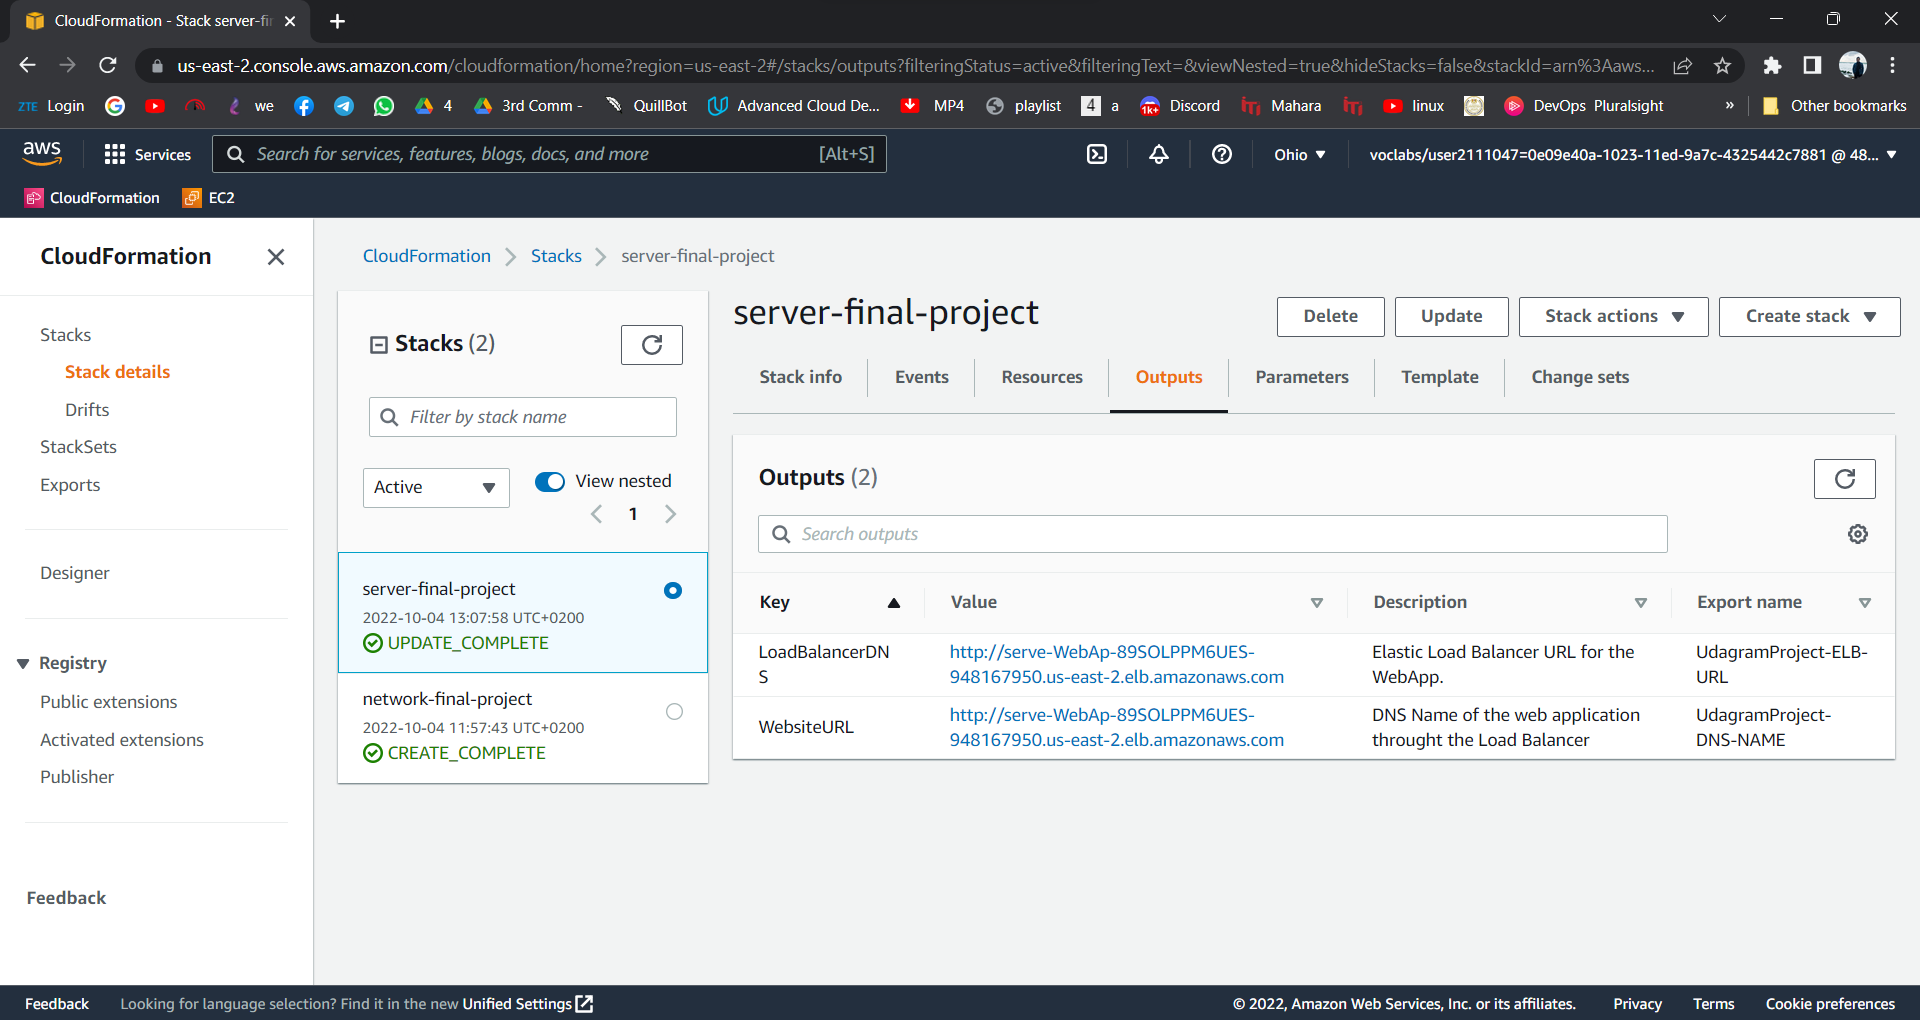 CloudFormation - Stack server-fi
us-east-2.console.aws.amazon.com/cloudformation/home?region=us-east-2#/stacks/outputs?filteringStatus=active&filteringText=&viewNested=true&hideStacks=false&stackId=arn%3Aaws...
ZTE Login we 4 3rd Comm - QuillBot Advanced Cloud De... MP4 playlist 4 a 1k+ Discord Mahara linux DevOps Pluralsight » Other bookmarks
aws Services Search for services, features, blogs, docs, and more [Alt+S] Ohio voclabs/user2111047=0e09e40a-1023-11ed-9a7c-4325442c7881 @ 48...
CloudFormation EC2
CloudFormation
Stacks
Stack details
Drifts
StackSets
Exports
Designer
Registry
Public extensions
Activated extensions
Publisher
Feedback
CloudFormation Stacks server-final-project
Stacks (2)
Filter by stack name
Active View nested
1
server-final-project
2022-10-04 13:07:58 UTC+0200
UPDATE_COMPLETE
network-final-project
2022-10-04 11:57:43 UTC+0200
CREATE_COMPLETE
server-final-project
Delete Update Stack actions Create stack
Stack info Events Resources Outputs Parameters Template Change sets
Outputs (2)
Search outputs
Key Value Description Export name
LoadBalancerDN
S
http://serve-WebAp-89SOLPPM6UES-
948167950.us-east-2.elb.amazonaws.com
Elastic Load Balancer URL for the
WebApp.
UdagramProject-ELB-
URL
WebsiteURL
http://serve-WebAp-89SOLPPM6UES-
948167950.us-east-2.elb.amazonaws.com
DNS Name of the web application
throught the Load Balancer
UdagramProject-
DNS-NAME
Feedback Looking for language selection? Find it in the new Unified Settings © 2022, Amazon Web Services, Inc. or its affiliates. Privacy Terms Cookie preferences